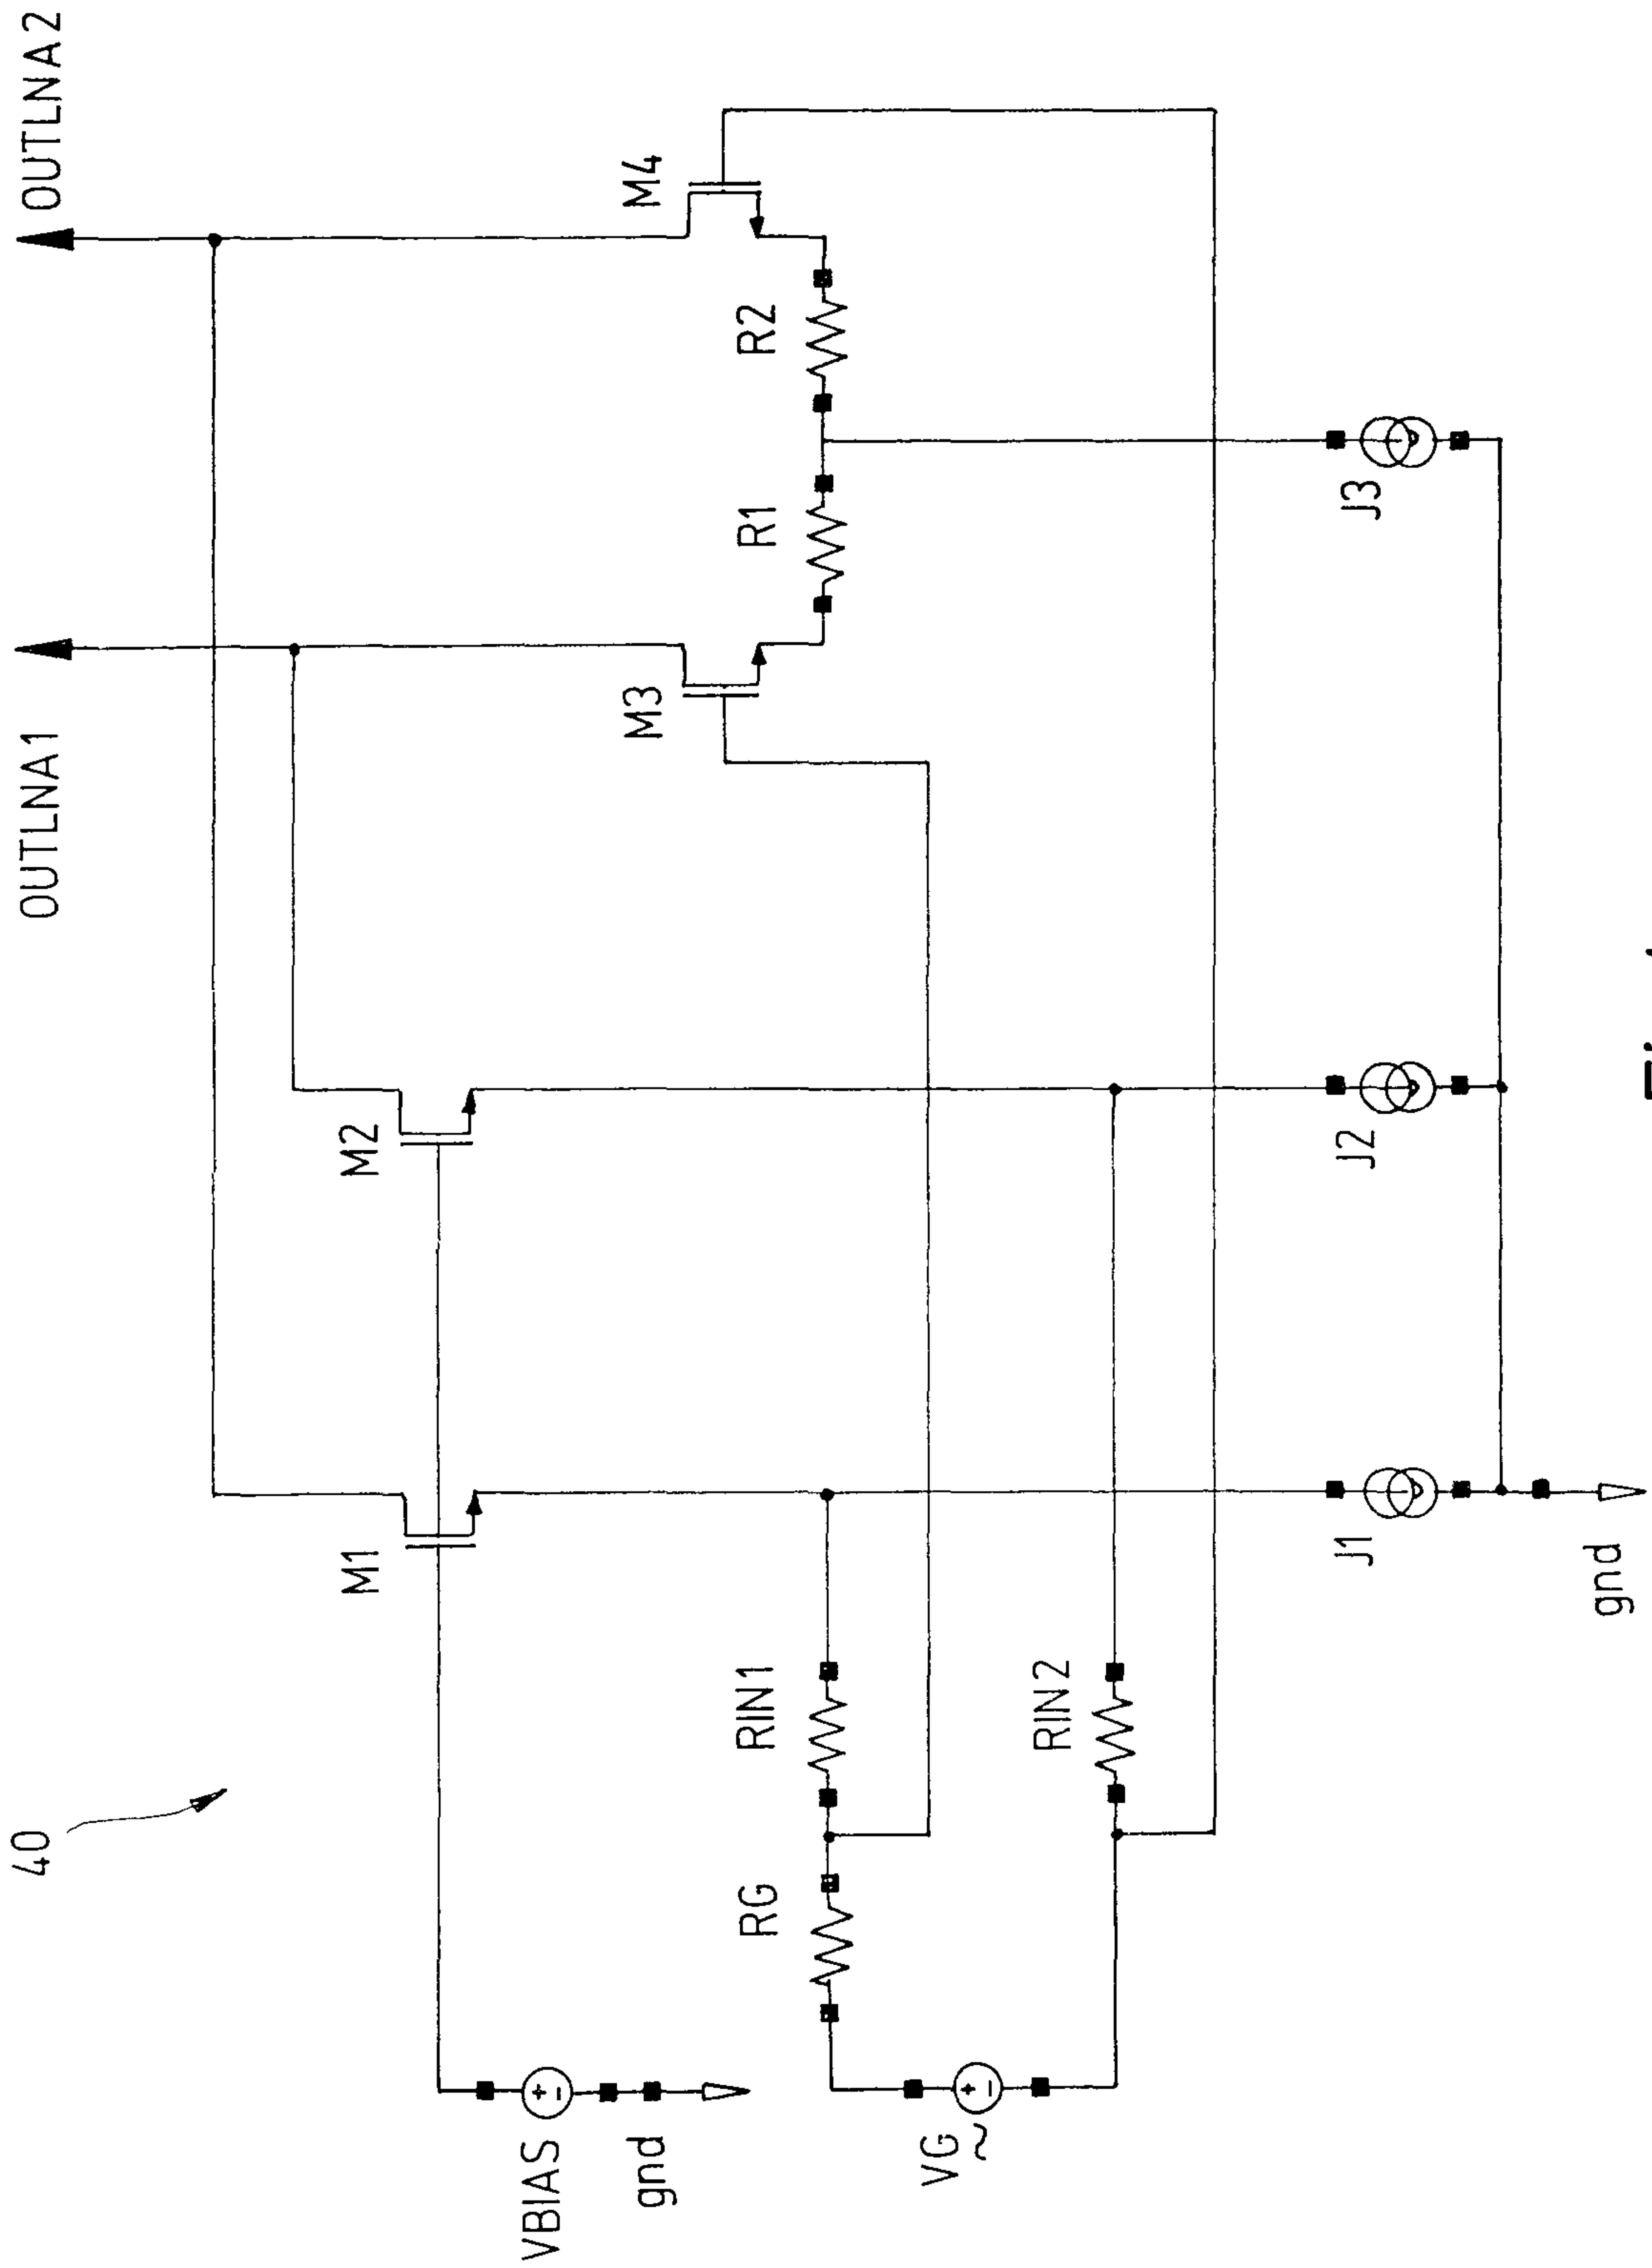 40
OUTLNA1
OUTLNA2
M1
M2
M3
M4
VBIAS
gnd
RG
RIN1
R1
R2
VG
~
RIN2
J1
J2
J3
gnd